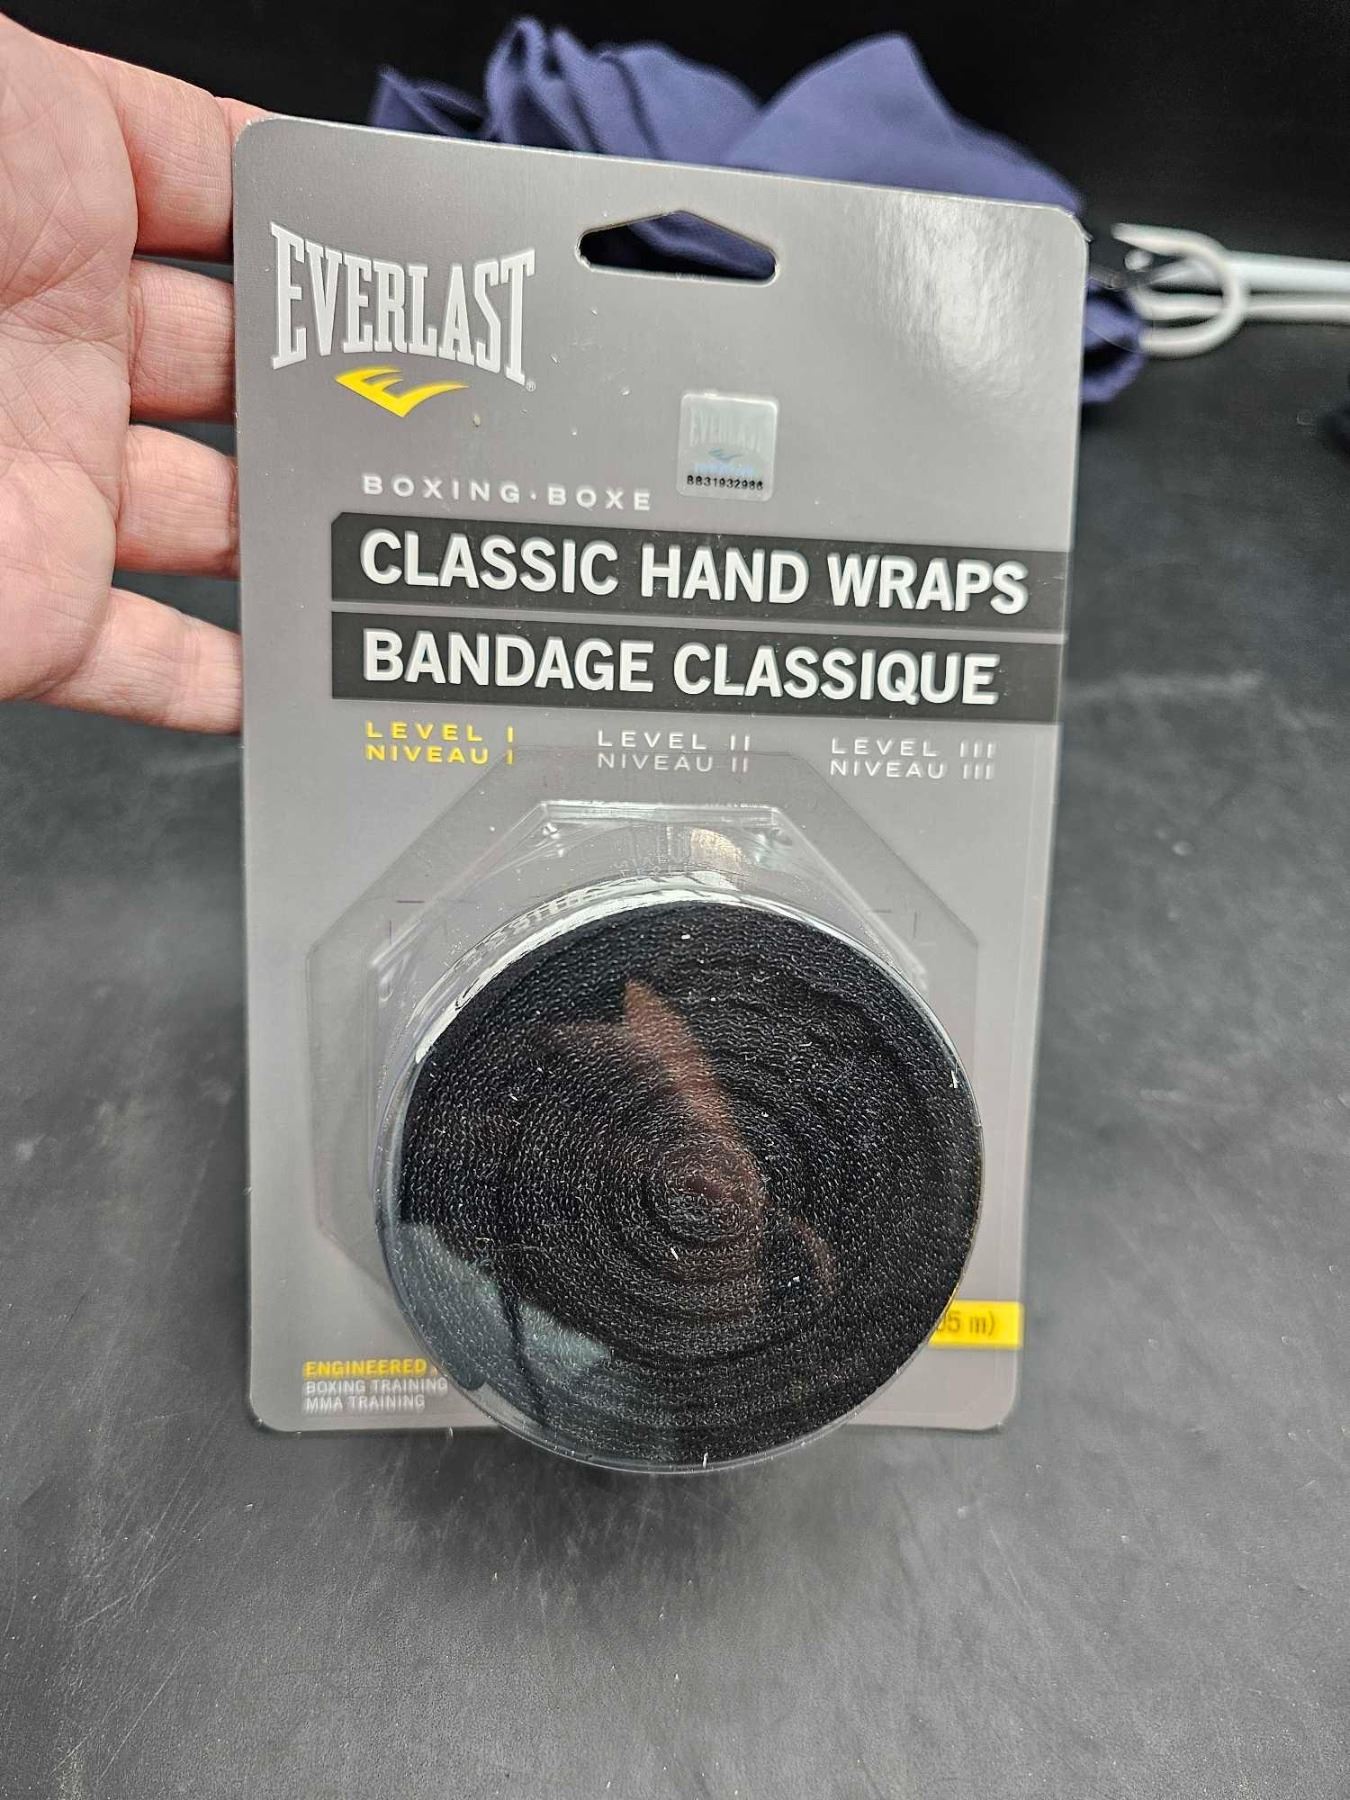 EVERLAST
EVERLAST
8831932986
BOXING·BOXE
CLASSIC HAND WRAPS
BANDAGE CLASSIQUE
LEVEL I
NIVEAU I
LEVEL II
NIVEAU II
LEVEL III
NIVEAU III
m)
ENGINEERED
BOXING TRAINING
MMA TRAINING